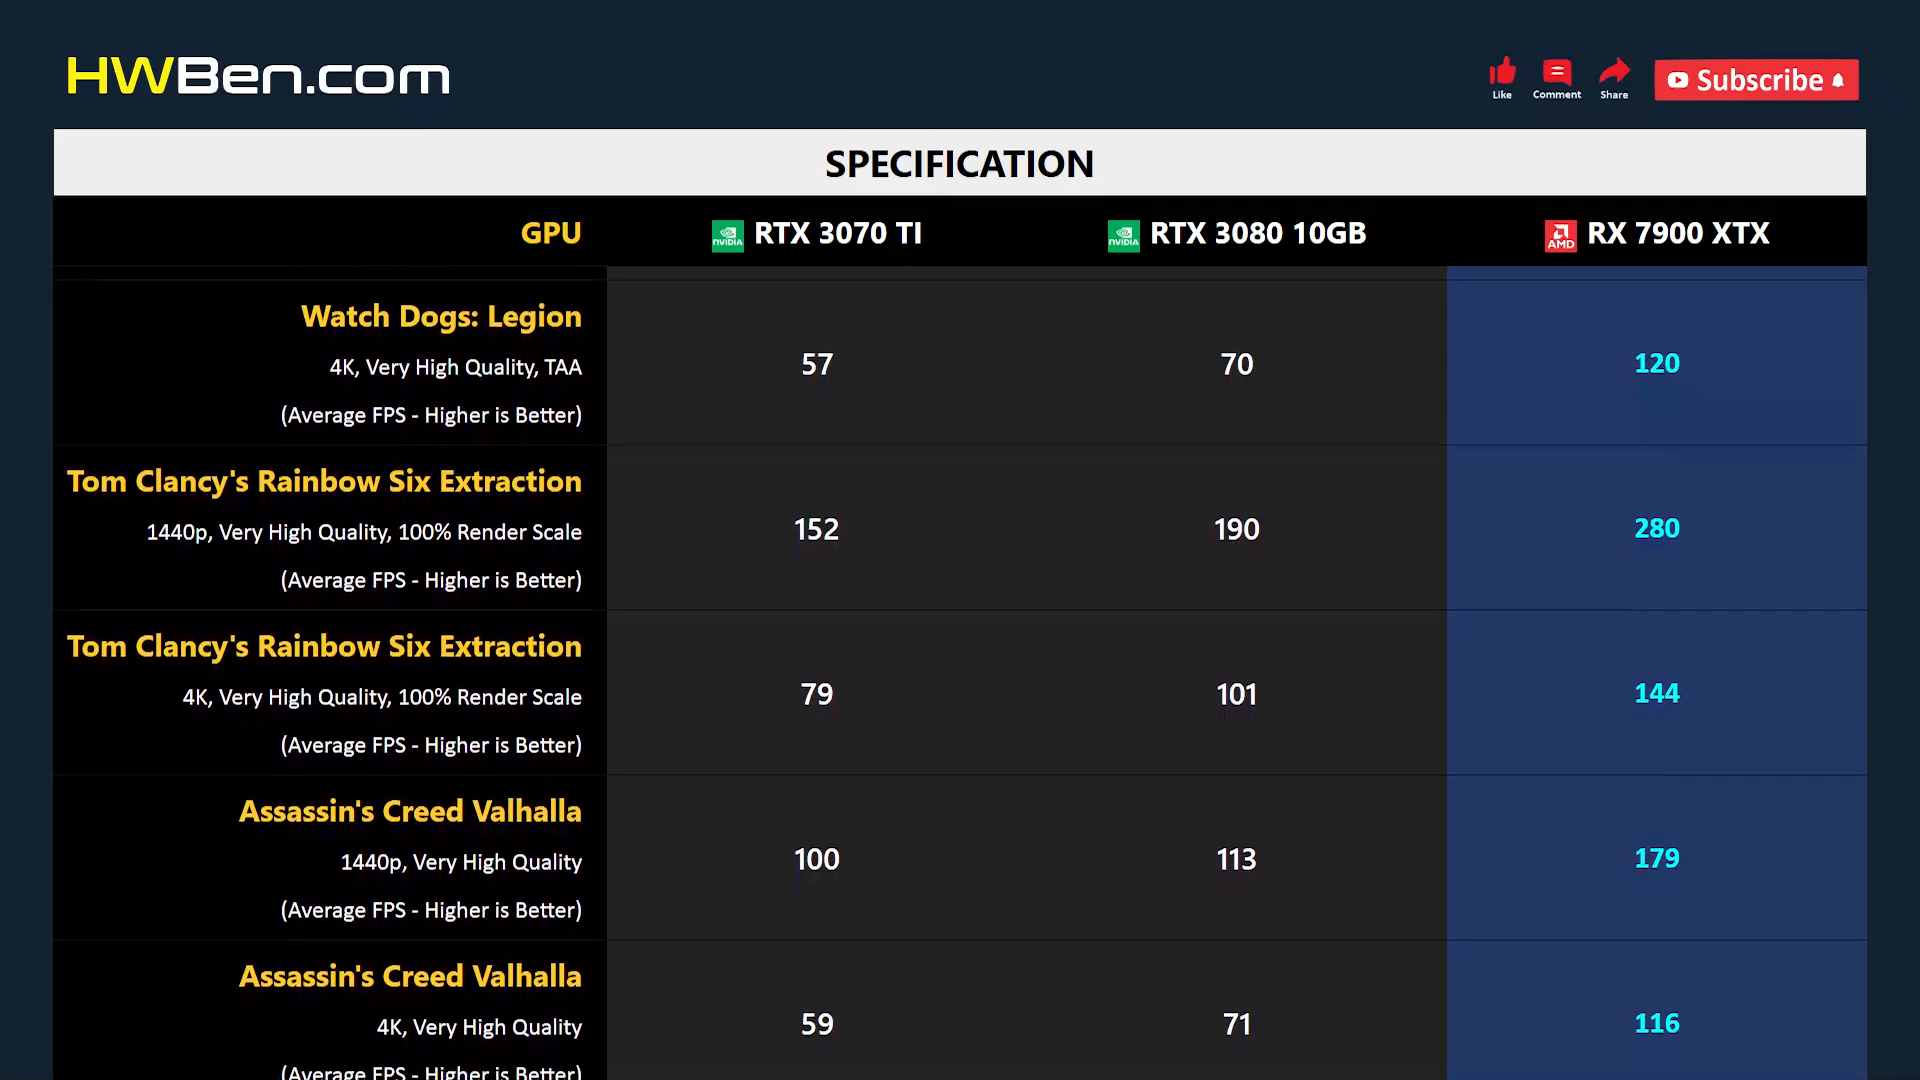 HWBen.com
Like Comment Share Subscribe
SPECIFICATION
GPU NVIDIA RTX 3070 TI NVIDIA RTX 3080 10GB AMD RX 7900 XTX
Watch Dogs: Legion
4K, Very High Quality, TAA 57 70 120
(Average FPS - Higher is Better)
Tom Clancy's Rainbow Six Extraction
1440p, Very High Quality, 100% Render Scale 152 190 280
(Average FPS - Higher is Better)
Tom Clancy's Rainbow Six Extraction
4K, Very High Quality, 100% Render Scale 79 101 144
(Average FPS - Higher is Better)
Assassin's Creed Valhalla
1440p, Very High Quality 100 113 179
(Average FPS - Higher is Better)
Assassin's Creed Valhalla
4K, Very High Quality 59 71 116
(Average FPS - Higher is Better)